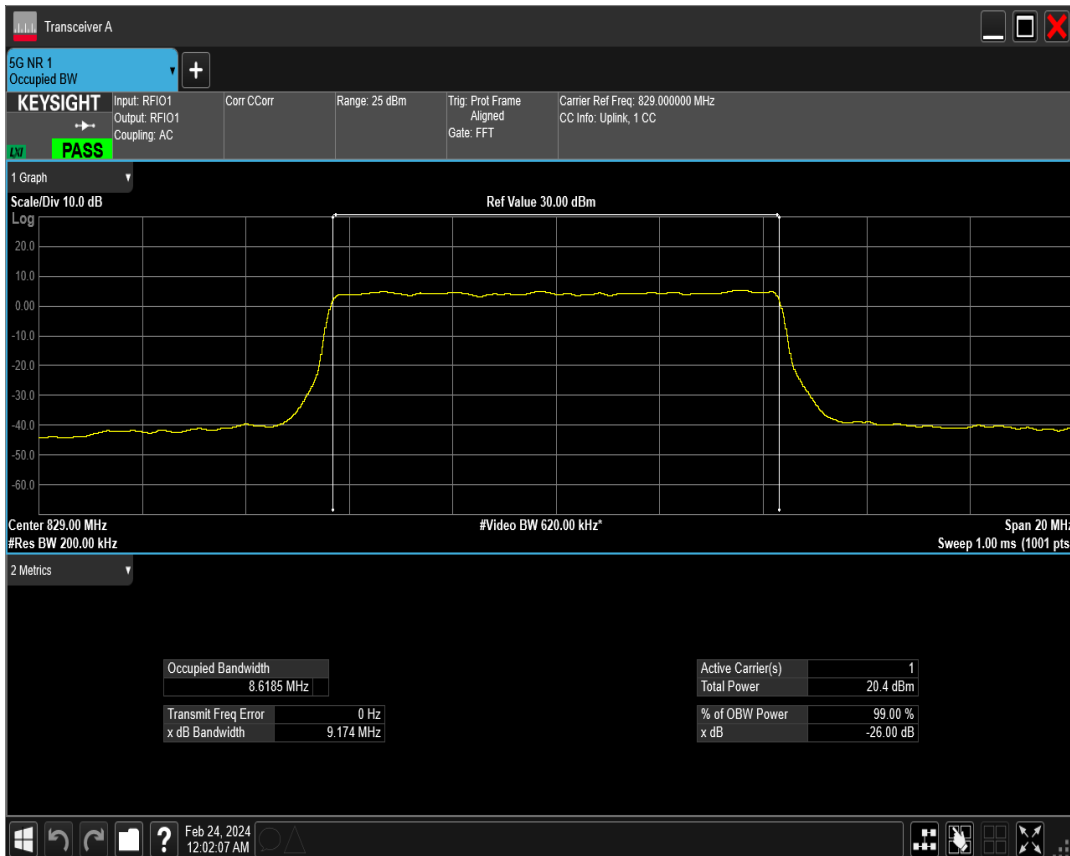 Transceiver A
5G NR 1
Occupied BW
KEYSIGHT
LXI
PASS
Input: RFIO1
Output: RFIO1
Coupling: AC
Corr CCorr
Range: 25 dBm
Trig: Prot Frame
Aligned
Gate: FFT
Carrier Ref Freq: 829.000000 MHz
CC Info: Uplink, 1 CC
1 Graph
Scale/Div 10.0 dB
Ref Value 30.00 dBm
Log
20.0
10.0
0.00
-10.0
-20.0
-30.0
-40.0
-50.0
-60.0
Center 829.00 MHz
#Video BW 620.00 kHz*
Span 20 MHz
#Res BW 200.00 kHz
Sweep 1.00 ms (1001 pts
2 Metrics
Occupied Bandwidth
8.6185 MHz
Transmit Freq Error 0 Hz
x dB Bandwidth 9.174 MHz
Active Carrier(s) 1
Total Power 20.4 dBm
% of OBW Power 99.00 %
x dB -26.00 dB
?
Feb 24, 2024
12:02:07 AM